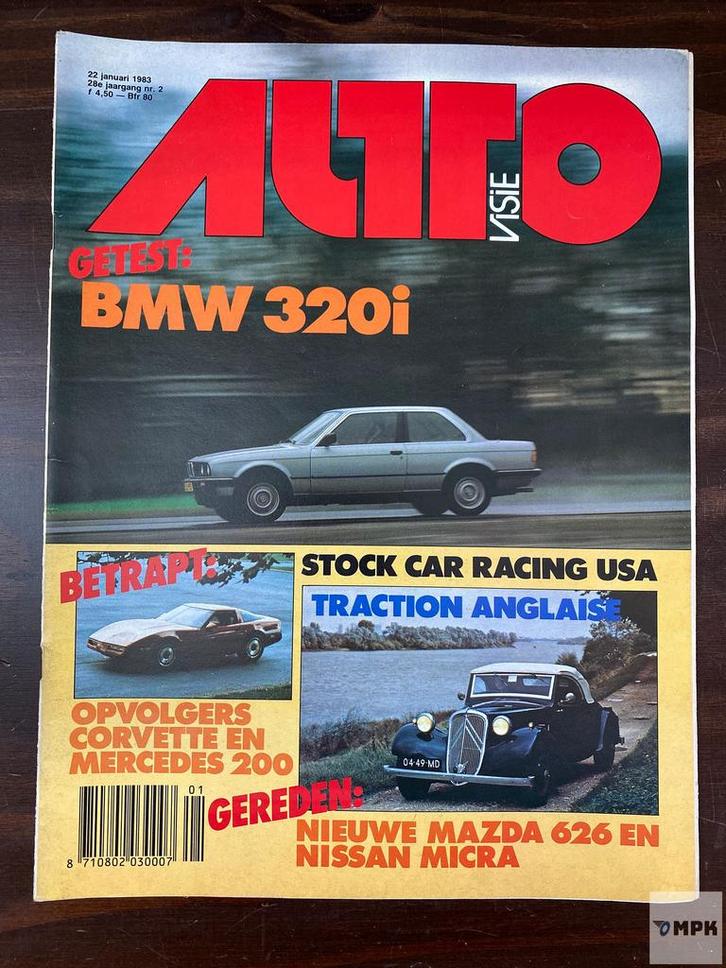 22 januari 1983
28e jaargang nr. 2
f 4,50 — Bfr 80
AUTO
VISIE
GETEST:
BMW 320i
BETRAPT:
OPVOLGERS
CORVETTE EN
MERCEDES 200
STOCK CAR RACING USA
TRACTION ANGLAISE
04-49-MD
GEREDEN:
NIEUWE MAZDA 626 EN
NISSAN MICRA
01
8 710802 030007
MPK